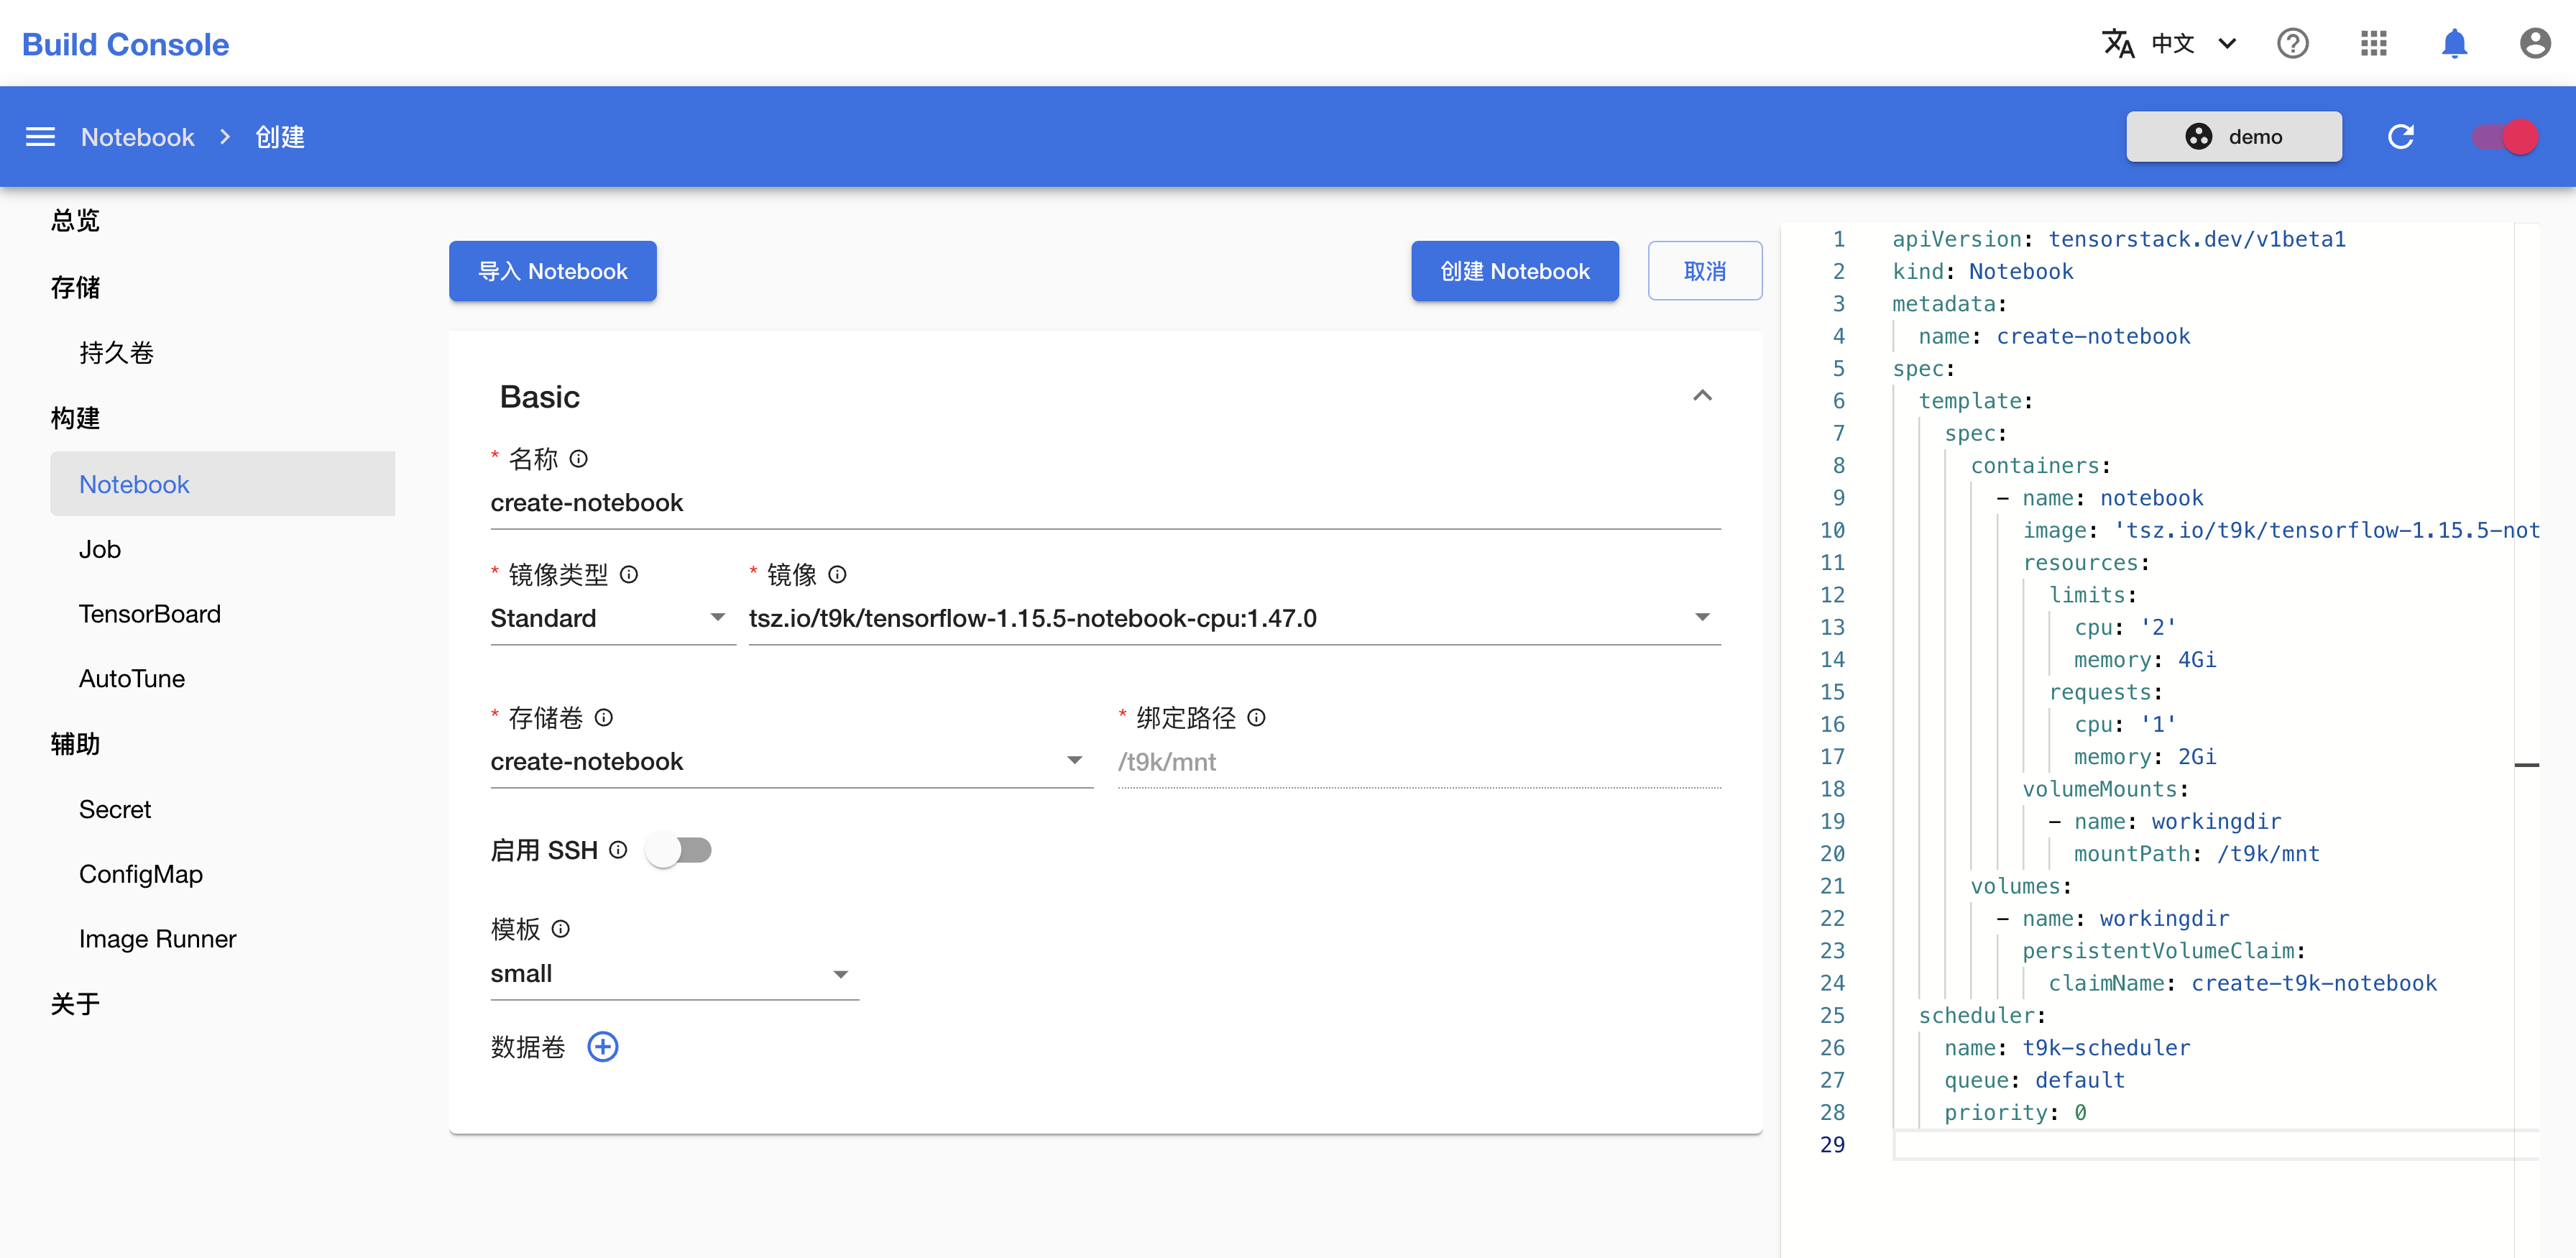 Build Console
中文
Notebook > 创建
demo
总览
存储
持久卷
构建
Notebook
Job
TensorBoard
AutoTune
辅助
Secret
ConfigMap
Image Runner
关于
导入 Notebook
创建 Notebook
取消
Basic
* 名称
create-notebook
* 镜像类型
Standard
* 镜像
tsz.io/t9k/tensorflow-1.15.5-notebook-cpu:1.47.0
* 存储卷
create-notebook
* 绑定路径
/t9k/mnt
启用 SSH
模板
small
数据卷
1 apiVersion: tensorstack.dev/v1beta1
2 kind: Notebook
3 metadata:
4 name: create-notebook
5 spec:
6 template:
7 spec:
8 containers:
9 - name: notebook
10 image: 'tsz.io/t9k/tensorflow-1.15.5-not
11 resources:
12 limits:
13 cpu: '2'
14 memory: 4Gi
15 requests:
16 cpu: '1'
17 memory: 2Gi
18 volumeMounts:
19 - name: workingdir
20 mountPath: /t9k/mnt
21 volumes:
22 - name: workingdir
23 persistentVolumeClaim:
24 claimName: create-t9k-notebook
25 scheduler:
26 name: t9k-scheduler
27 queue: default
28 priority: 0
29